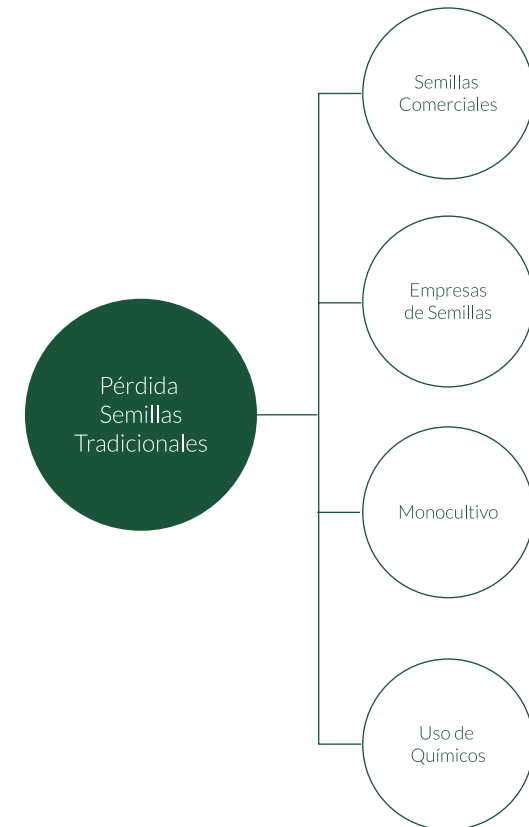 Pérdida
Semillas
Tradicionales
Semillas
Comerciales
Empresas
de Semillas
Monocultivo
Uso de
Químicos